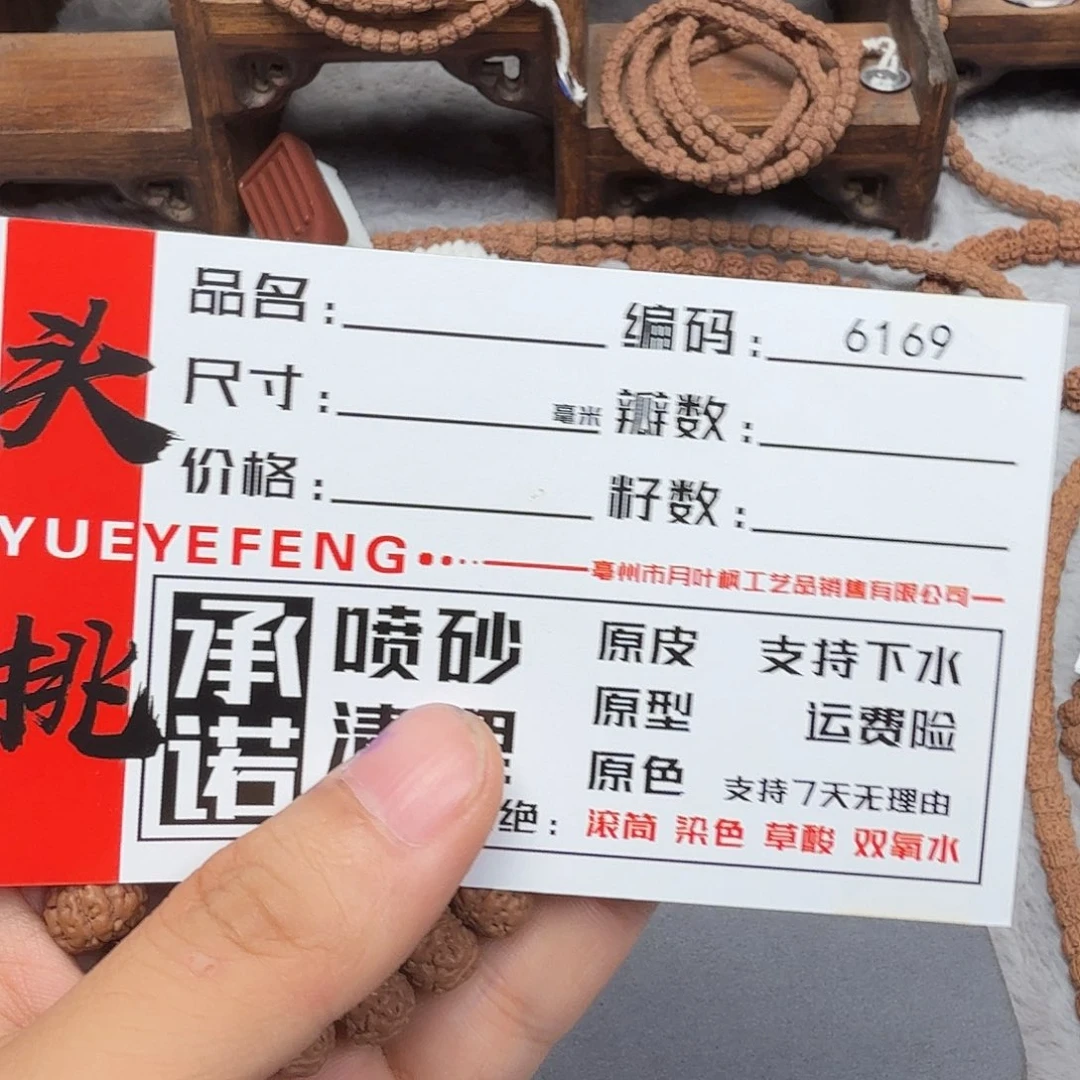 头挑
品名：
编码：6169
尺寸：毫米
瓣数：
价格：
籽数：
YUEYEFENG
亳州市月叶枫工艺品销售有限公司
承诺
喷砂
原皮 支持下水
原型 运费险
原色 支持7天无理由
绝：滚筒 染色 草酸 双氧水